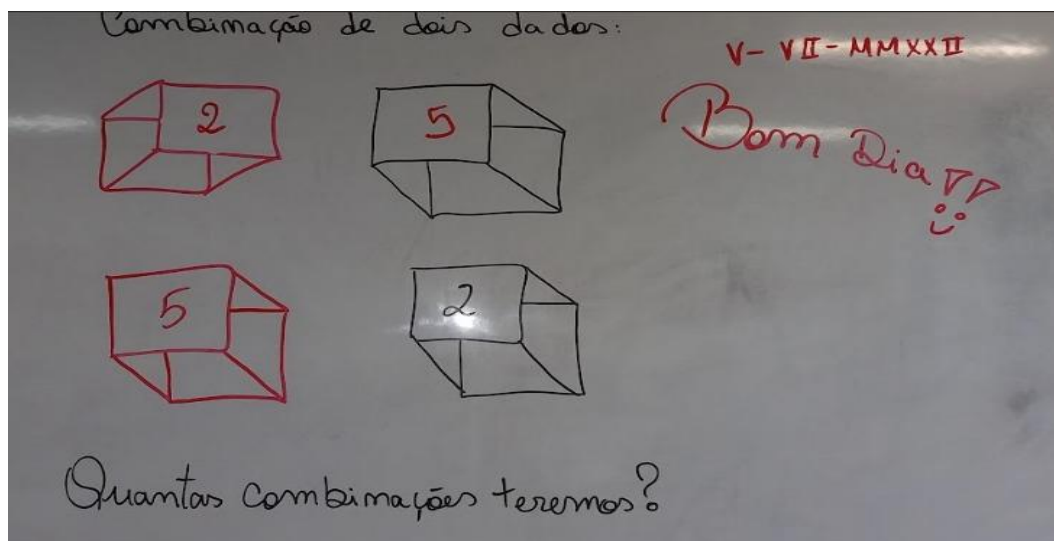 Combinação de dois dados:
V- VII- MMXXII
Bom Dia!!
2
5
5
2
Quantas combinações teremos?